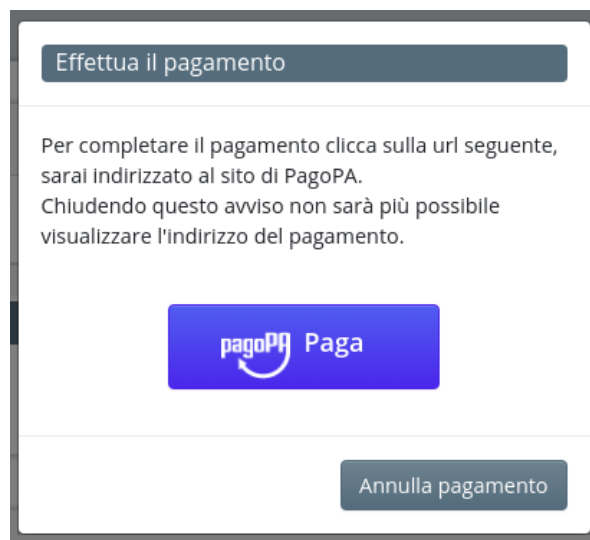 Effettua il pagamento
Per completare il pagamento clicca sulla url seguente,
sarai indirizzato al sito di PagoPA.
Chiudendo questo avviso non sarà più possibile
visualizzare l'indirizzo del pagamento.
pagoPA Paga
Annulla pagamento